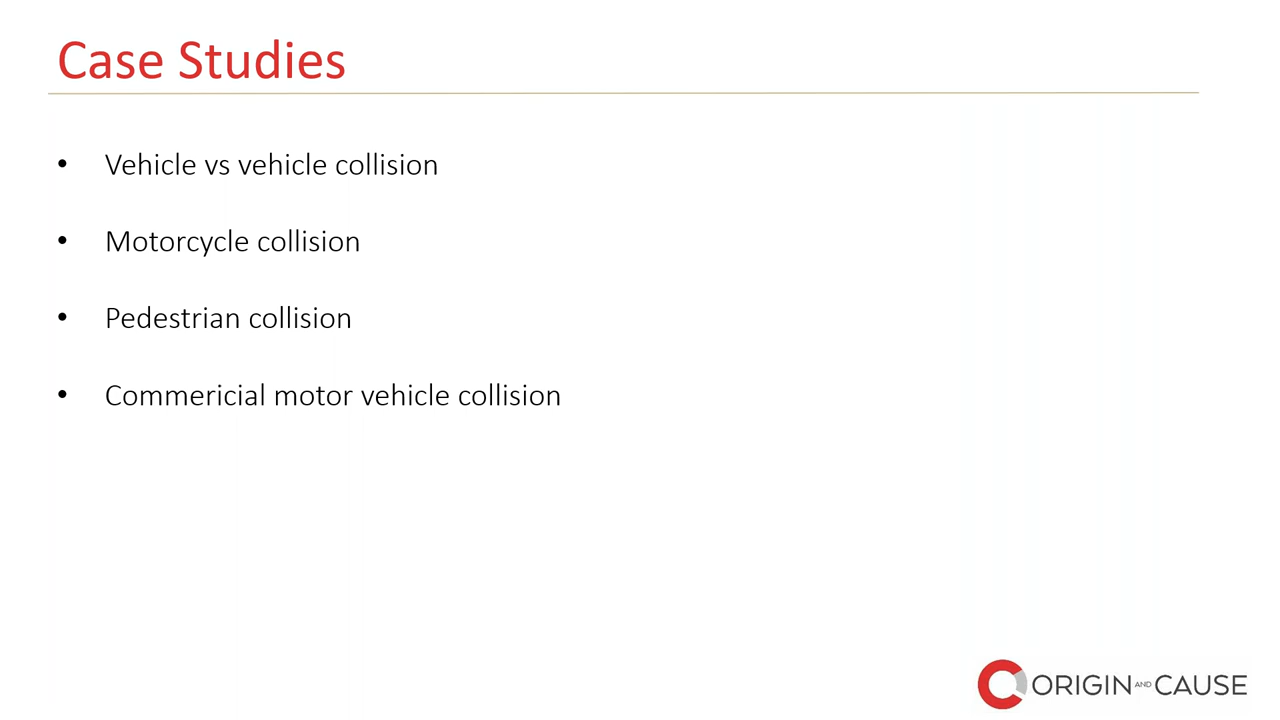 Case Studies
• Vehicle vs vehicle collision
• Motorcycle collision
• Pedestrian collision
• Commericial motor vehicle collision
ORIGIN AND CAUSE